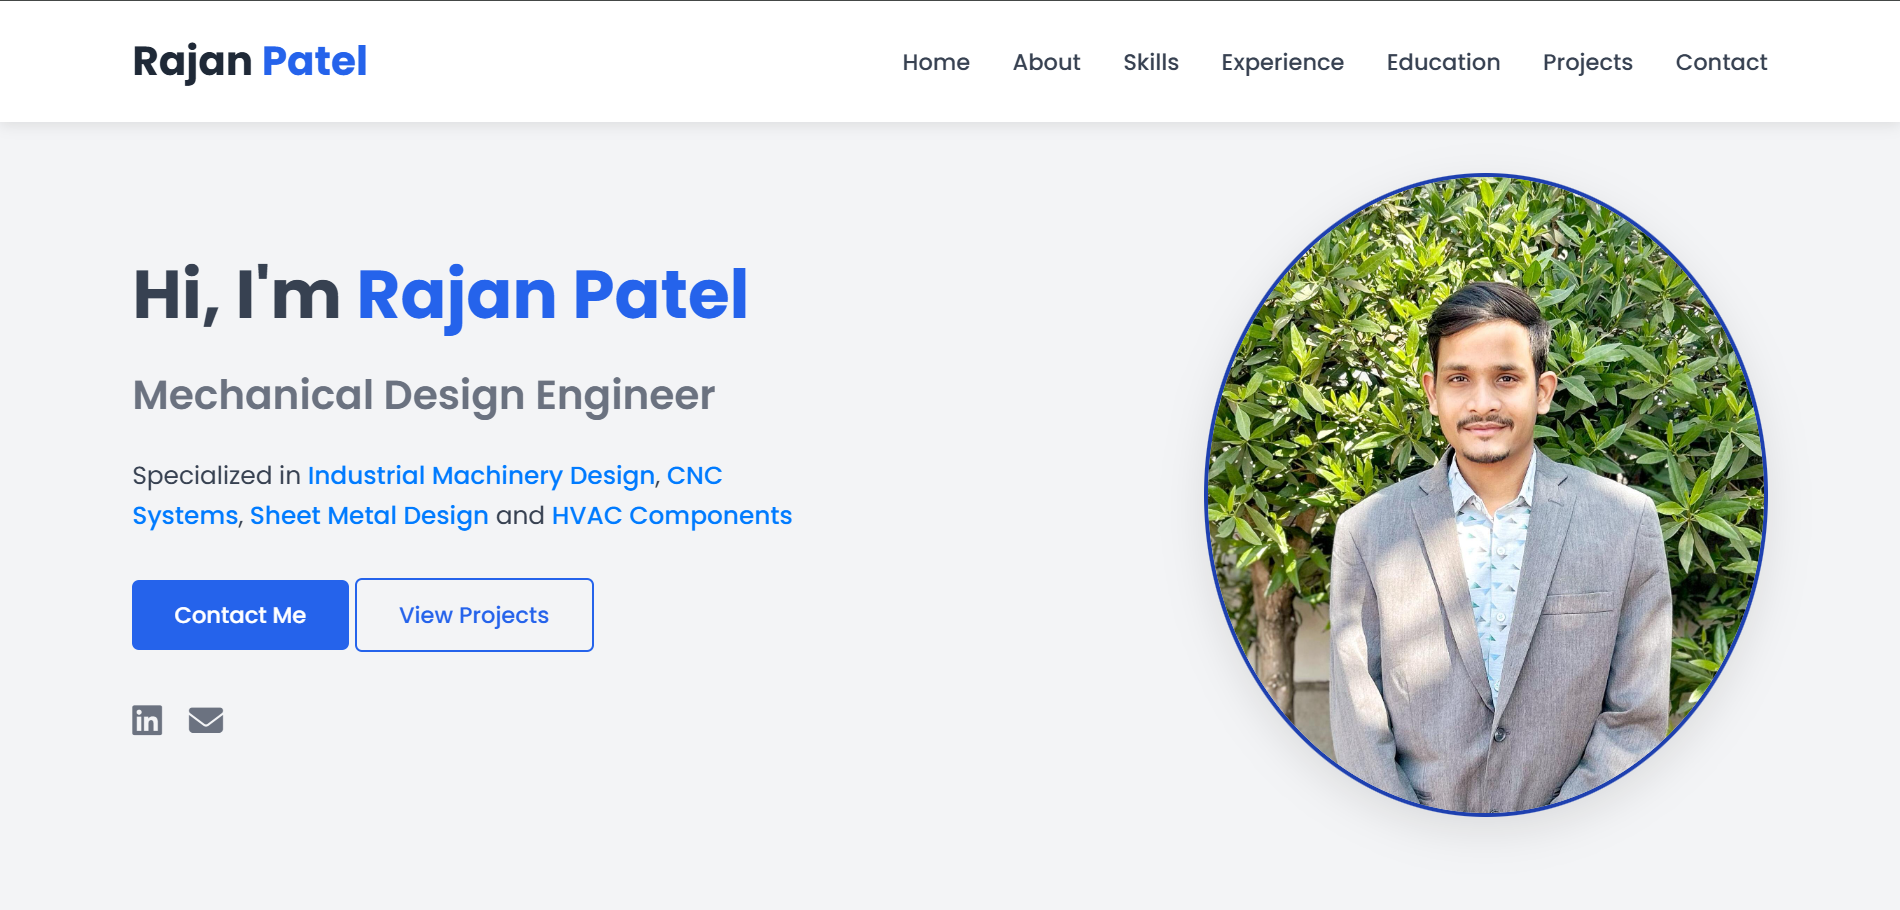 Rajan Patel
Home About Skills Experience Education Projects Contact
Hi, I'm Rajan Patel
Mechanical Design Engineer
Specialized in Industrial Machinery Design, CNC
Systems, Sheet Metal Design and HVAC Components
Contact Me View Projects
in